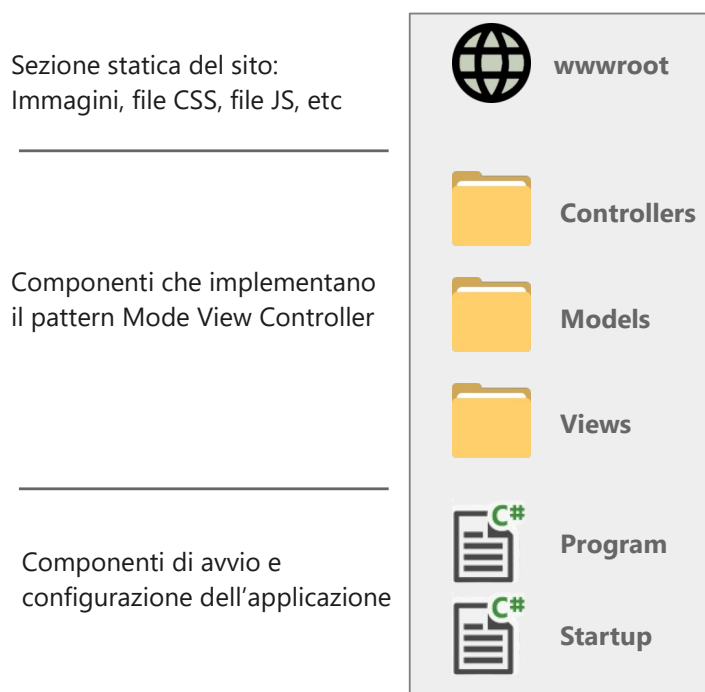 Sezione statica del sito:
Immagini, file CSS, file JS, etc
wwwroot
Controllers
Componenti che implementano
il pattern Mode View Controller
Models
Views
C#
Program
Componenti di avvio e
configurazione dell’applicazione
C#
Startup